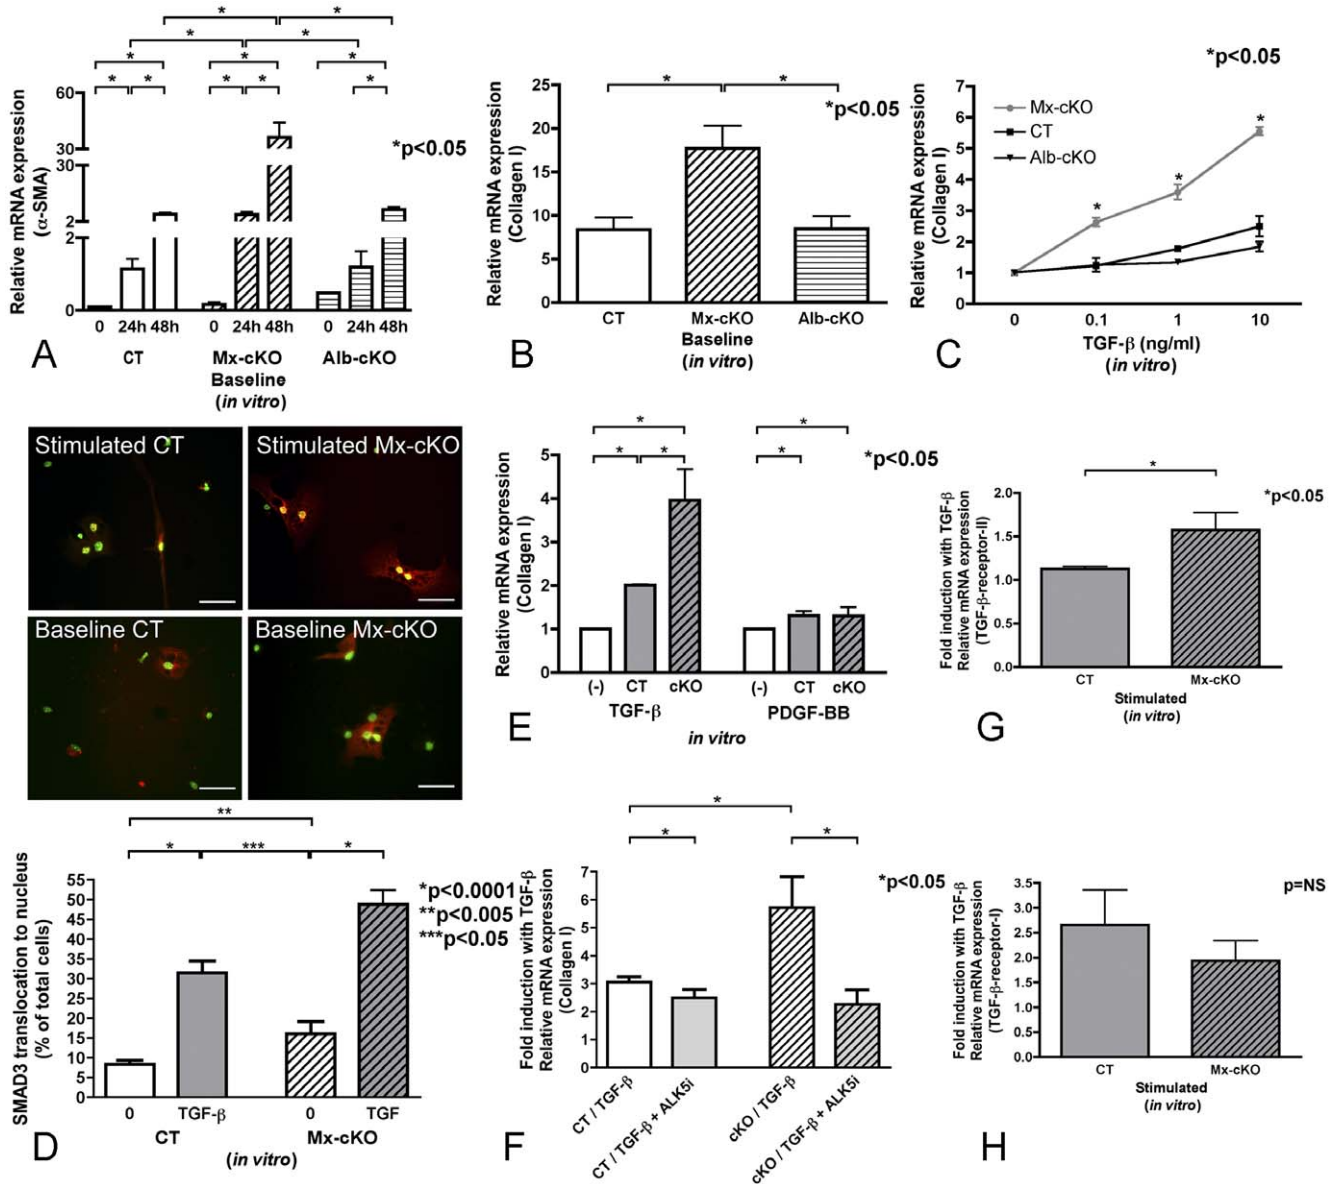 * *
* *
* * *
* * * * *
Relative mRNA expression
(α-SMA)
60
30
30
2
2
0
*p<0.05
0 24h 48h 0 24h 48h 0 24h 48h
CT Mx-cKO Alb-cKO
Baseline
(in vitro)
A
Relative mRNA expression
(Collagen I)
25
20
15
10
5
0
* *
*p<0.05
CT Mx-cKO Alb-cKO
Baseline
(in vitro)
B
*p<0.05
Relative mRNA expression
(Collagen I)
7
6
5
4
3
2
1
0
Mx-cKO
CT
Alb-cKO
* * *
0 0.1 1 10
TGF-β (ng/ml)
(in vitro)
C
Stimulated CT
Stimulated Mx-cKO
Baseline CT
Baseline Mx-cKO
**
* *** *
SMAD3 translocation to nucleus
(% of total cells)
55
50
45
40
35
30
25
20
15
10
5
0
*p<0.0001
**p<0.005
***p<0.05
0 TGF-β 0 TGF
CT Mx-cKO
(in vitro)
D
Relative mRNA expression
(Collagen I)
5
4
3
2
1
0
* *
* * *
*p<0.05
(-) CT cKO (-) CT cKO
TGF-β PDGF-BB
in vitro
E
Fold induction with TGF-β
Relative mRNA expression
(Collagen I)
7
6
5
4
3
2
1
0
*
* *
*p<0.05
CT / TGF-β
CT / TGF-β + ALK5i
cKO / TGF-β
cKO / TGF-β + ALK5i
F
Fold induction with TGF-β
Relative mRNA expression
(TGF-β-receptor-II)
2.0
1.5
1.0
0.5
0.0
*
*p<0.05
CT Mx-cKO
Stimulated
(in vitro)
G
Fold induction with TGF-β
Relative mRNA expression
(TGF-β-receptor-I)
3.5
3.0
2.5
2.0
1.5
1.0
0.5
0.0
p=NS
CT Mx-cKO
Stimulated
(in vitro)
H